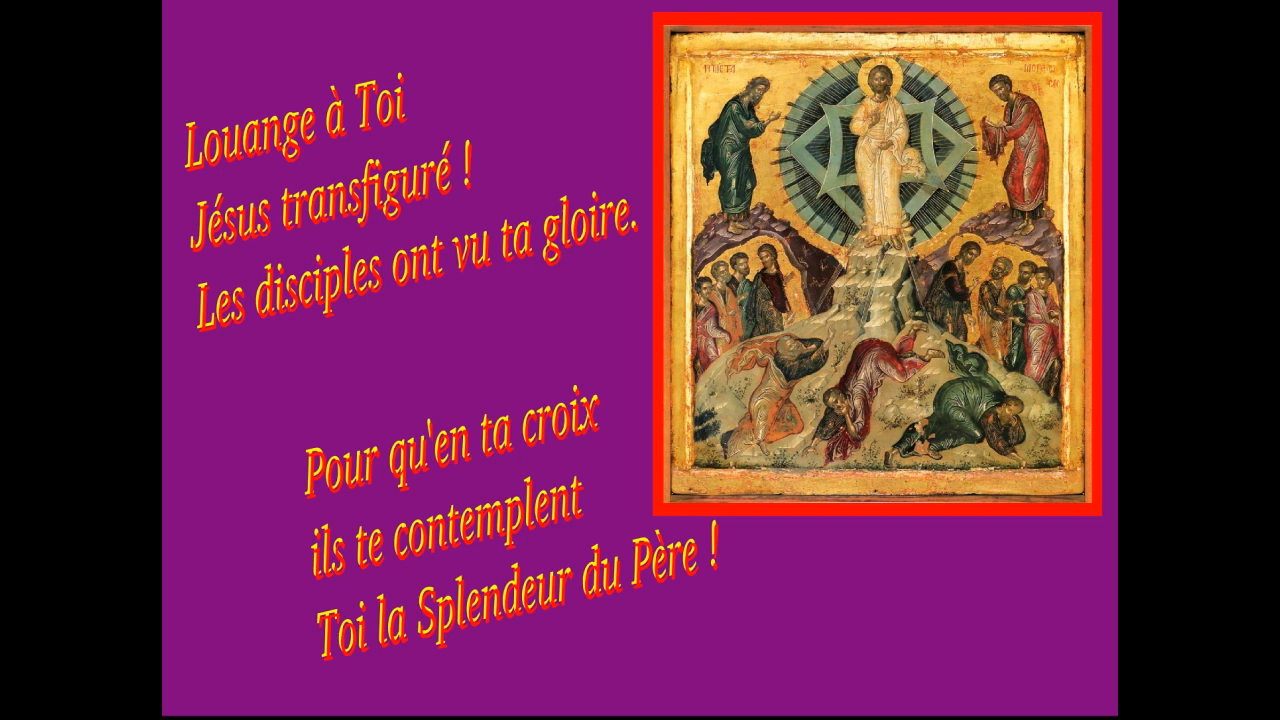 Louange à Toi
Jésus transfiguré !
Les disciples ont vu ta gloire.
Pour qu'en ta croix
ils te contemplent
Toi la Splendeur du Père !